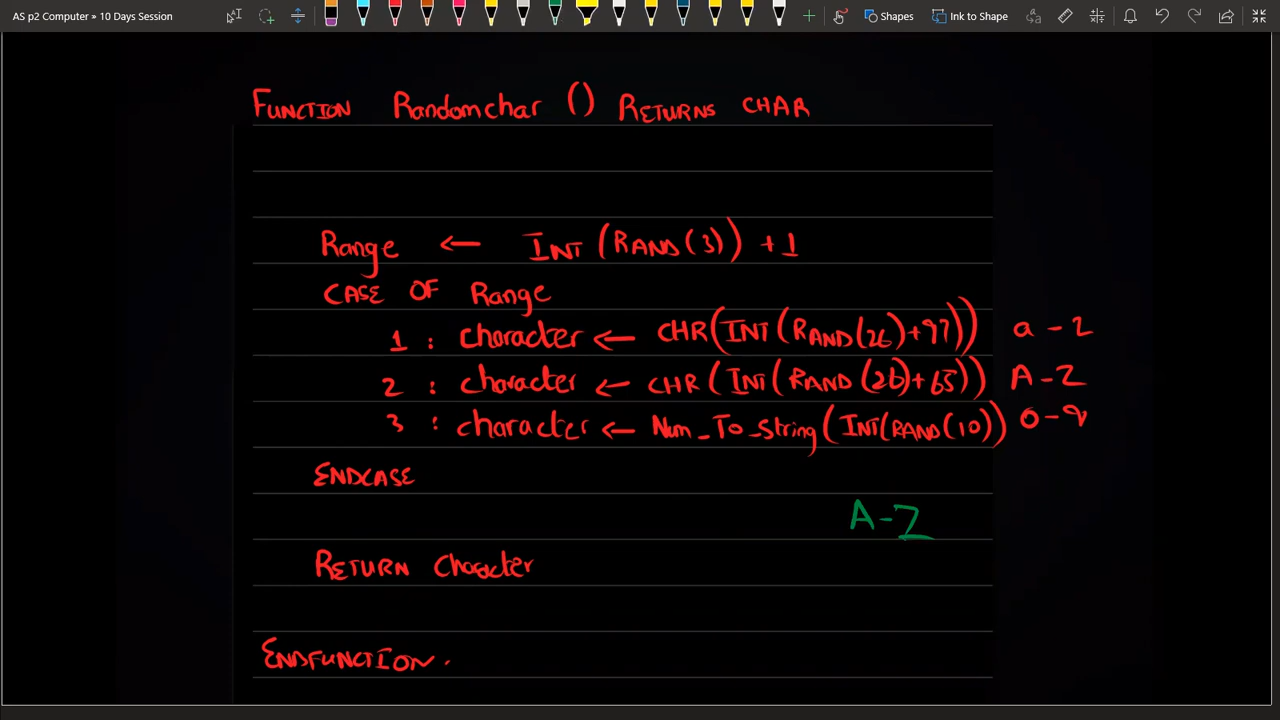 AS p2 Computer » 10 Days Session
Shapes
Ink to Shape
FUNCTION Randomchar () RETURNS CHAR
Range ← INT (RAND(3)) + 1
CASE OF Range
1 : character ← CHR(INT(RAND(26)+97)) a - z
2 : character ← CHR(INT(RAND(26)+65)) A - Z
3 : character ← Num_To_string(INT(RAND(10)) 0 - 9
ENDCASE
A - Z
RETURN Character
ENDFUNCTION.